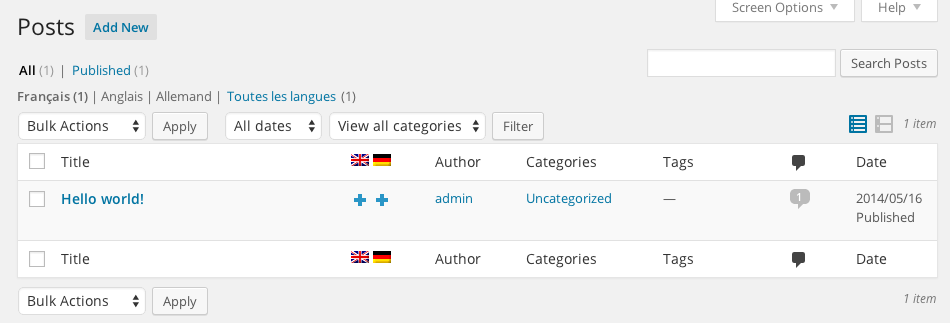 Screen Options Help
Posts Add New
Search Posts
All (1) | Published (1)
Français (1) | Anglais | Allemand | Toutes les langues (1)
Bulk Actions Apply All dates View all categories Filter 1 item
Title Author Categories Tags Date
Hello world! admin Uncategorized — 1 2014/05/16
Published
Title Author Categories Tags Date
Bulk Actions Apply 1 item